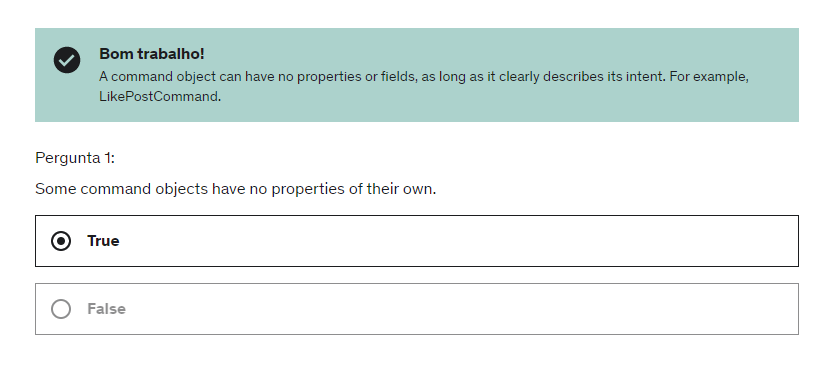 Bom trabalho!
A command object can have no properties or fields, as long as it clearly describes its intent. For example,
LikePostCommand.
Pergunta 1:
Some command objects have no properties of their own.
True
False